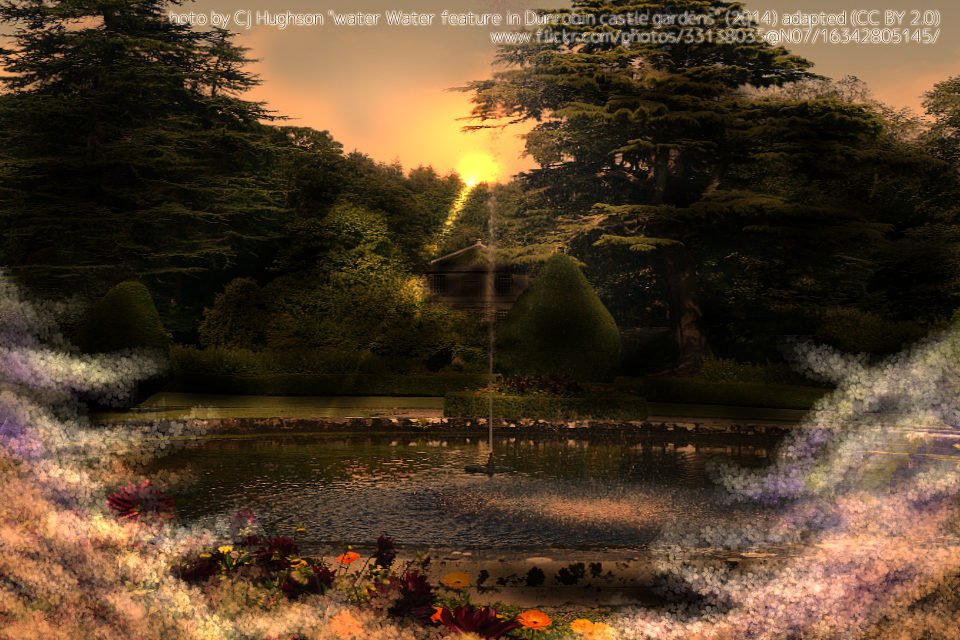 photo by CJ Hughson "water Water feature in Dunrobin castle gardens" (2014) adapted (CC BY 2.0)
www.flickr.com/photos/33138035@N07/16342805145/